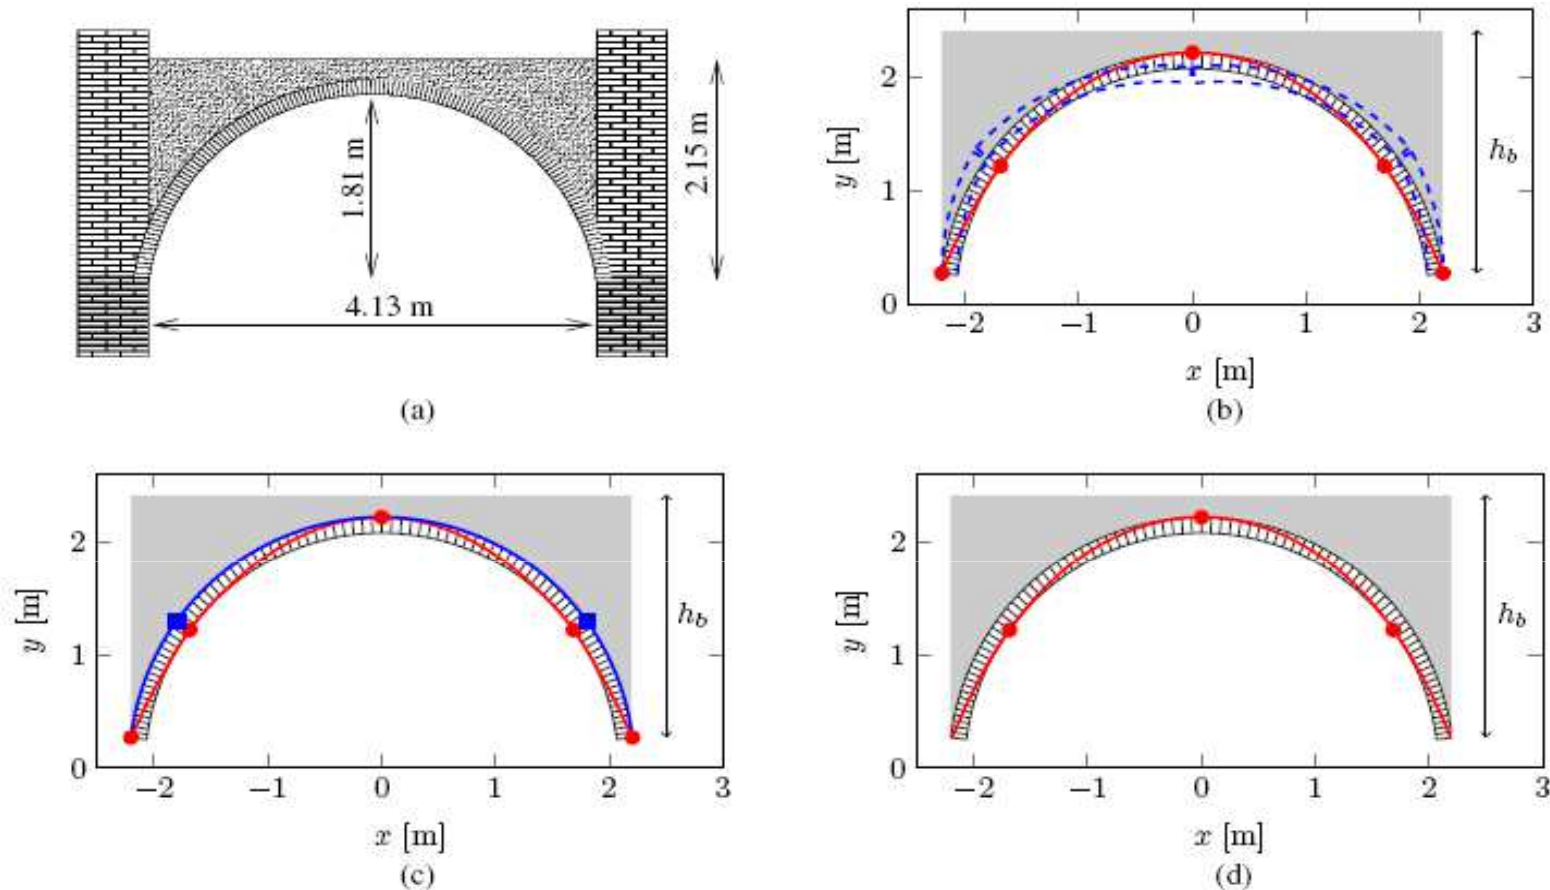 1.81 m
2.15 m
4.13 m
(a)
2
1
0
y [m]
−2 −1 0 1 2 3
x [m]
h_b
(b)
2
1
0
y [m]
−2 −1 0 1 2 3
x [m]
h_b
(c)
2
1
0
y [m]
−2 −1 0 1 2 3
x [m]
h_b
(d)